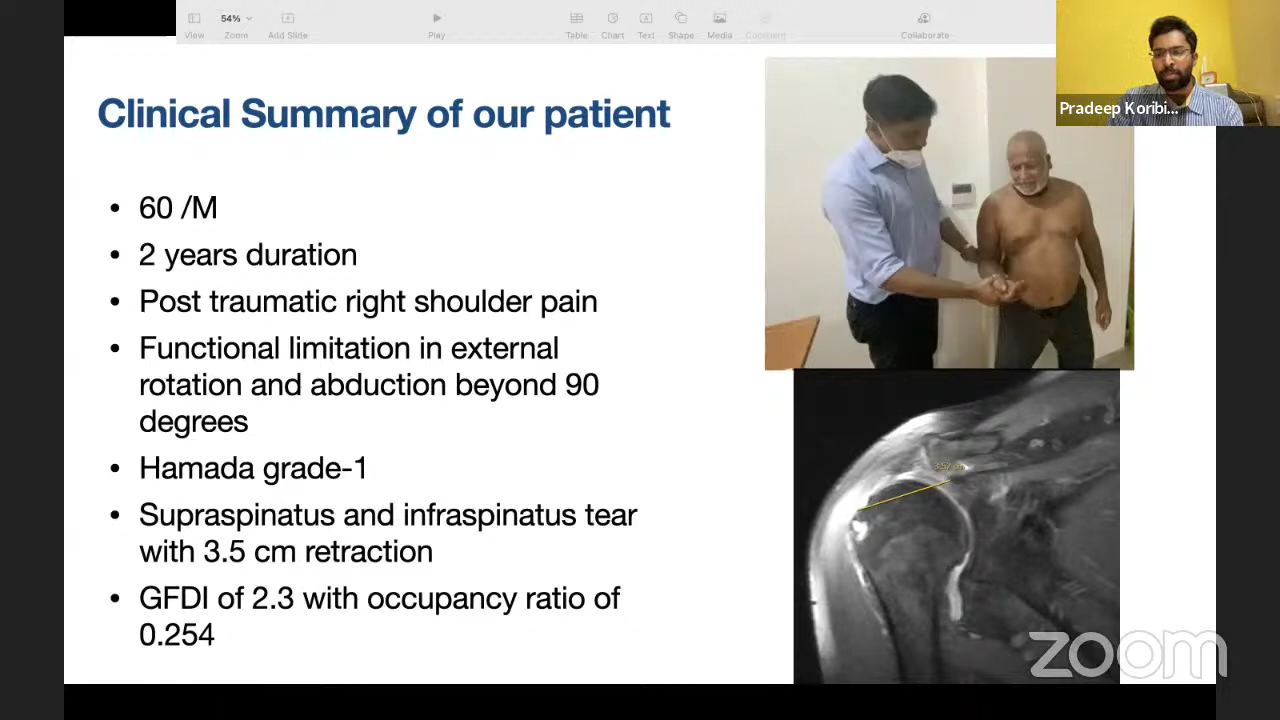 54%
View
Zoom
Add Slide
Play
Table
Chart
Text
Shape
Media
Comment
Collaborate
Pradeep Koribi...
Clinical Summary of our patient
• 60 /M
• 2 years duration
• Post traumatic right shoulder pain
• Functional limitation in external
rotation and abduction beyond 90
degrees
• Hamada grade-1
• Supraspinatus and infraspinatus tear
with 3.5 cm retraction
• GFDI of 2.3 with occupancy ratio of
0.254
zoom